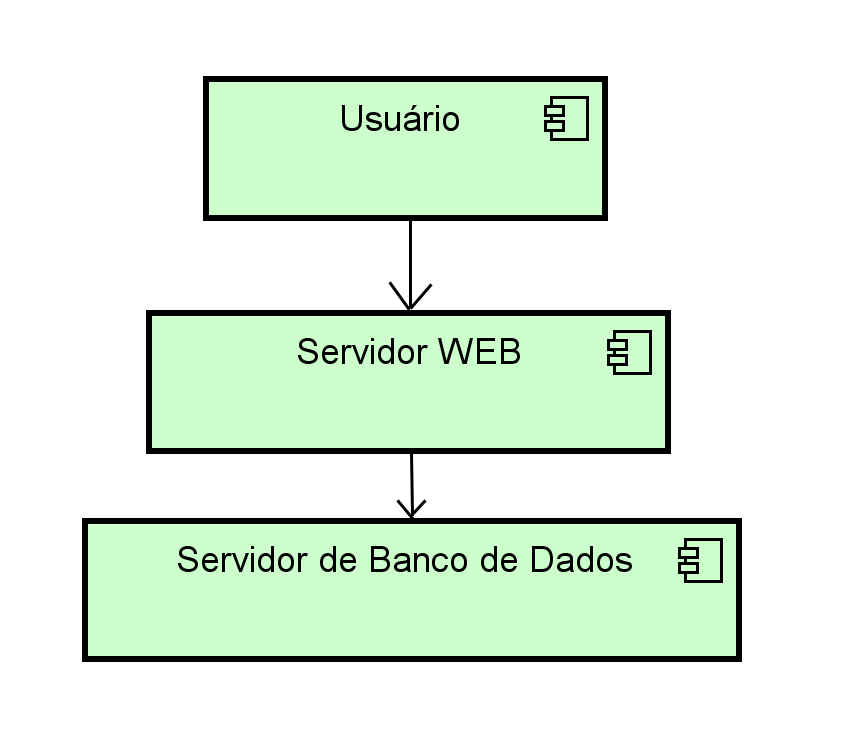 Usuário
Servidor WEB
Servidor de Banco de Dados